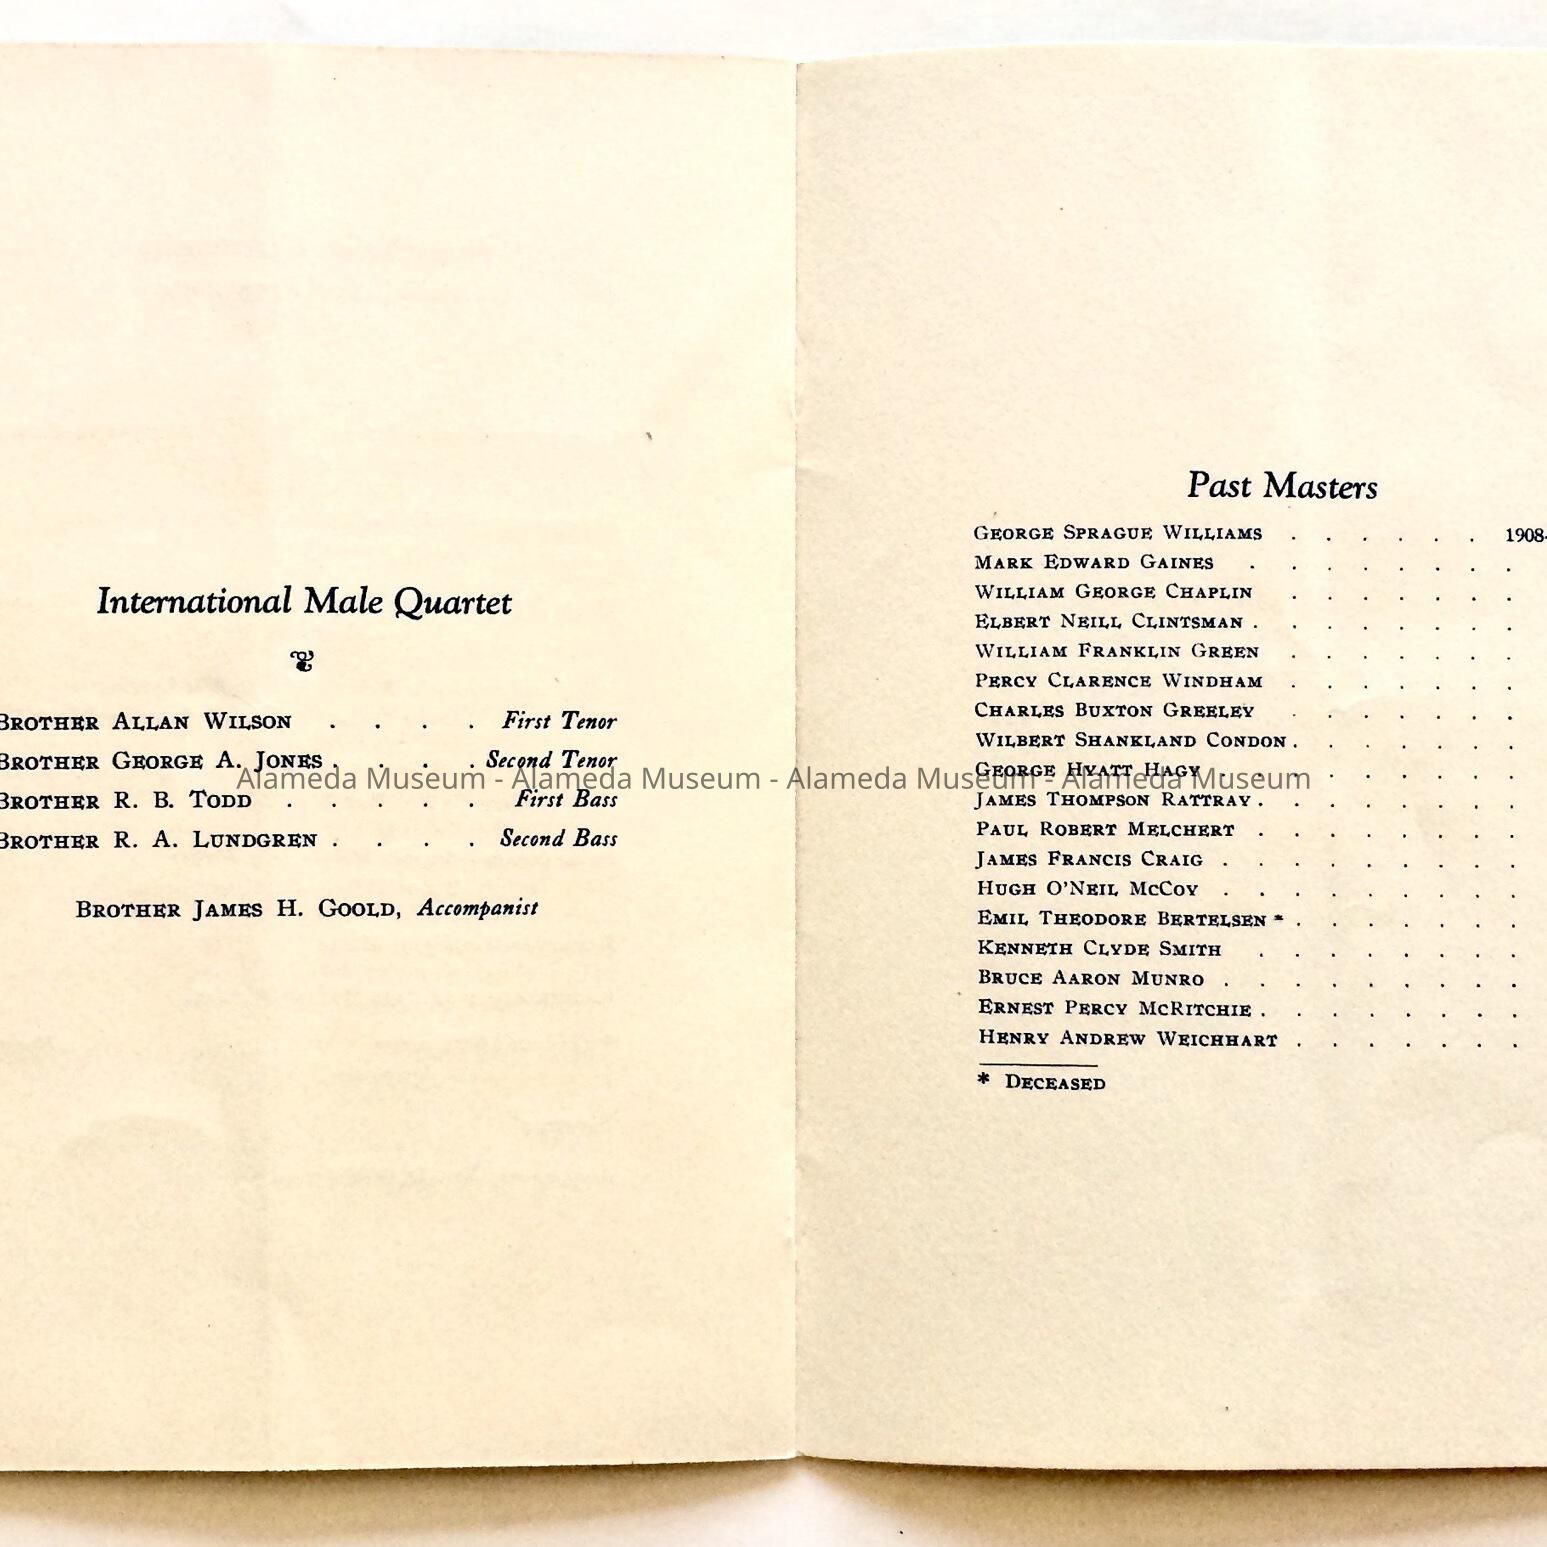 International Male Quartet
BROTHER ALLAN WILSON . . . . First Tenor
BROTHER GEORGE A. JONES . . . . Second Tenor
BROTHER R. B. TODD . . . . . First Bass
BROTHER R. A. LUNDGREN . . . . Second Bass
BROTHER JAMES H. GOOLD, Accompanist
Past Masters
GEORGE SPRAGUE WILLIAMS . . . . . . 1908-
MARK EDWARD GAINES . . . . . . . .
WILLIAM GEORGE CHAPLIN . . . . . . .
ELBERT NEILL CLINTSMAN . . . . . . . .
WILLIAM FRANKLIN GREEN . . . . . . .
PERCY CLARENCE WINDHAM . . . . . . .
CHARLES BUXTON GREELEY . . . . . . .
WILBERT SHANKLAND CONDON . . . . . . .
GEORGE HYATT HAGY . . . . . . . . .
JAMES THOMPSON RATTRAY . . . . . . . .
PAUL ROBERT MELCHERT . . . . . . . .
JAMES FRANCIS CRAIG . . . . . . . . .
HUGH O'NEIL MCCOY . . . . . . . . .
EMIL THEODORE BERTELSEN * . . . . . . .
KENNETH CLYDE SMITH . . . . . . . .
BRUCE AARON MUNRO . . . . . . . . .
ERNEST PERCY MCRITCHIE . . . . . . . .
HENRY ANDREW WEICHHART . . . . . . .
* DECEASED
Alameda Museum - Alameda Museum - Alameda Museum - Alameda Museum